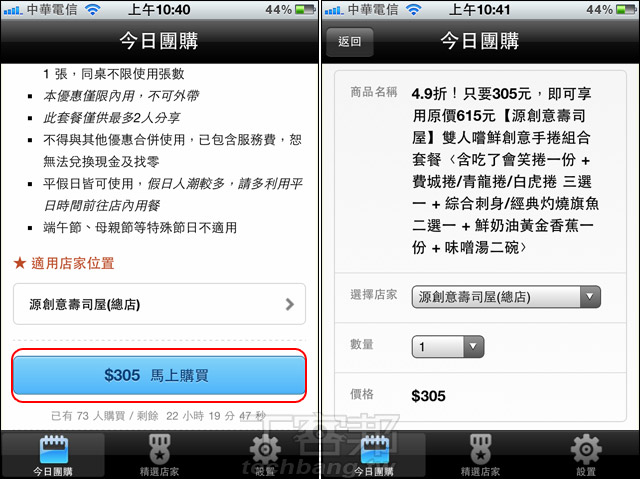 中華電信 上午10:40 44%
今日團購
1 張，同桌不限使用張數
本優惠僅限內用，不可外帶
此套餐僅供最多2人分享
不得與其他優惠合併使用，已包含服務費，恕
無法兌換現金及找零
平假日皆可使用，假日人潮較多，請多利用平
日時間前往店內用餐
端午節、母親節等特殊節日不適用
★ 適用店家位置
源創意壽司屋(總店)
$305 馬上購買
已有 73 人購買 / 剩餘 22 小時 19 分 47 秒
今日團購 精選店家 設置
中華電信 上午10:41 44%
返回 今日團購
商品名稱 4.9折！只要305元，即可享
用原價615元【源創意壽司
屋】雙人嚐鮮創意手捲組合
套餐〈含吃了會笑捲一份 +
費城捲/青龍捲/白虎捲 三選
一 + 綜合刺身/經典灼燒旗魚
二選一 + 鮮奶油黃金香蕉一
份 + 味噌湯二碗〉
選擇店家 源創意壽司屋(總店)
數量 1
價格 $305
今日團購 精選店家 設置
T客邦
techbang.tw